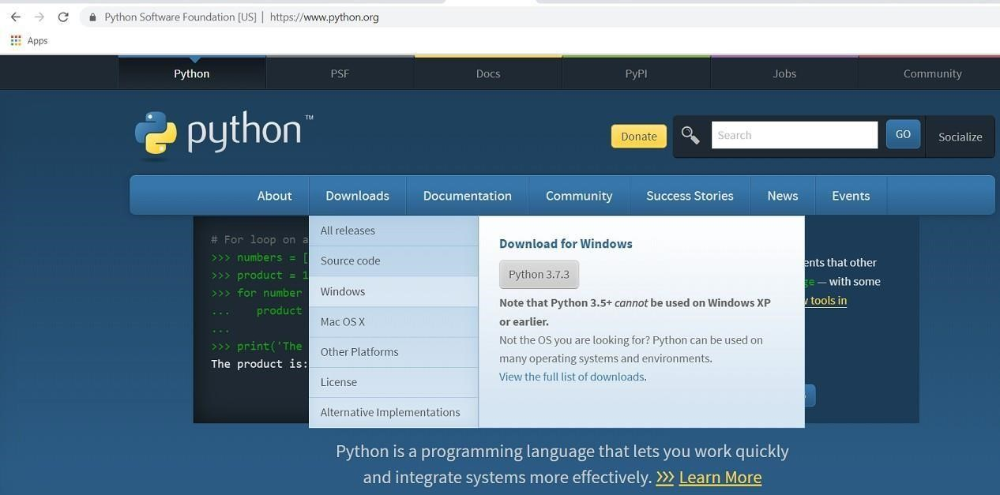 Python Software Foundation [US] | https://www.python.org
Apps
Python PSF Docs PyPI Jobs Community
python™
Donate Search GO Socialize
About Downloads Documentation Community Success Stories News Events
# For loop on a
>>> numbers = [
>>> product = 1
>>> for number
... product
...
>>> print('The
The product is:
All releases
Source code
Windows
Mac OS X
Other Platforms
License
Alternative Implementations
Download for Windows
Python 3.7.3
Note that Python 3.5+ cannot be used on Windows XP
or earlier.
Not the OS you are looking for? Python can be used on
many operating systems and environments.
View the full list of downloads.
ents that other
— with some
tools in
Python is a programming language that lets you work quickly
and integrate systems more effectively. >>> Learn More